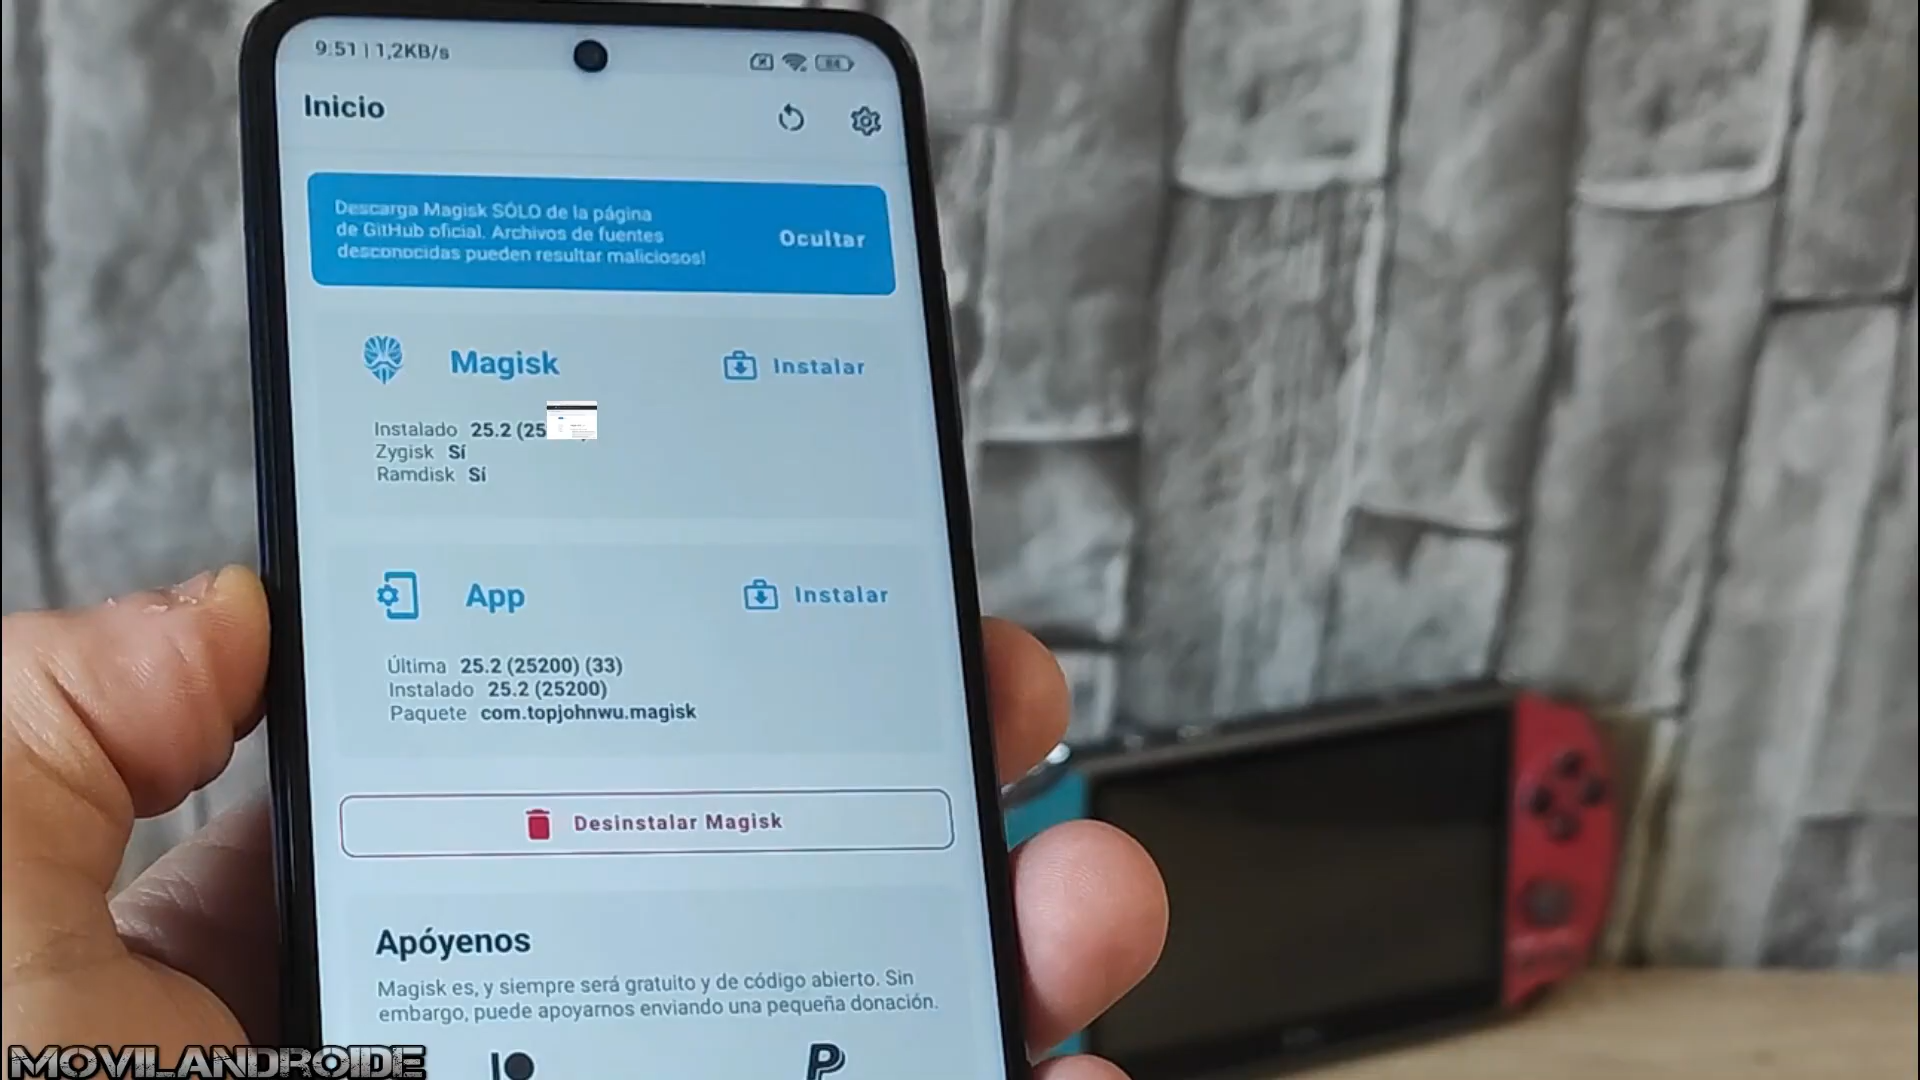 9:51 | 1,2KB/s
Inicio
Descarga Magisk SÓLO de la página
de GitHub oficial. Archivos de fuentes
desconocidas pueden resultar maliciosos!
Ocultar
Magisk
Instalar
Instalado 25.2 (25
Zygisk Sí
Ramdisk Sí
App
Instalar
Última 25.2 (25200) (33)
Instalado 25.2 (25200)
Paquete com.topjohnwu.magisk
Desinstalar Magisk
Apóyenos
Magisk es, y siempre será gratuito y de código abierto. Sin
embargo, puede apoyarnos enviando una pequeña donación.
MOVILANDROIDE